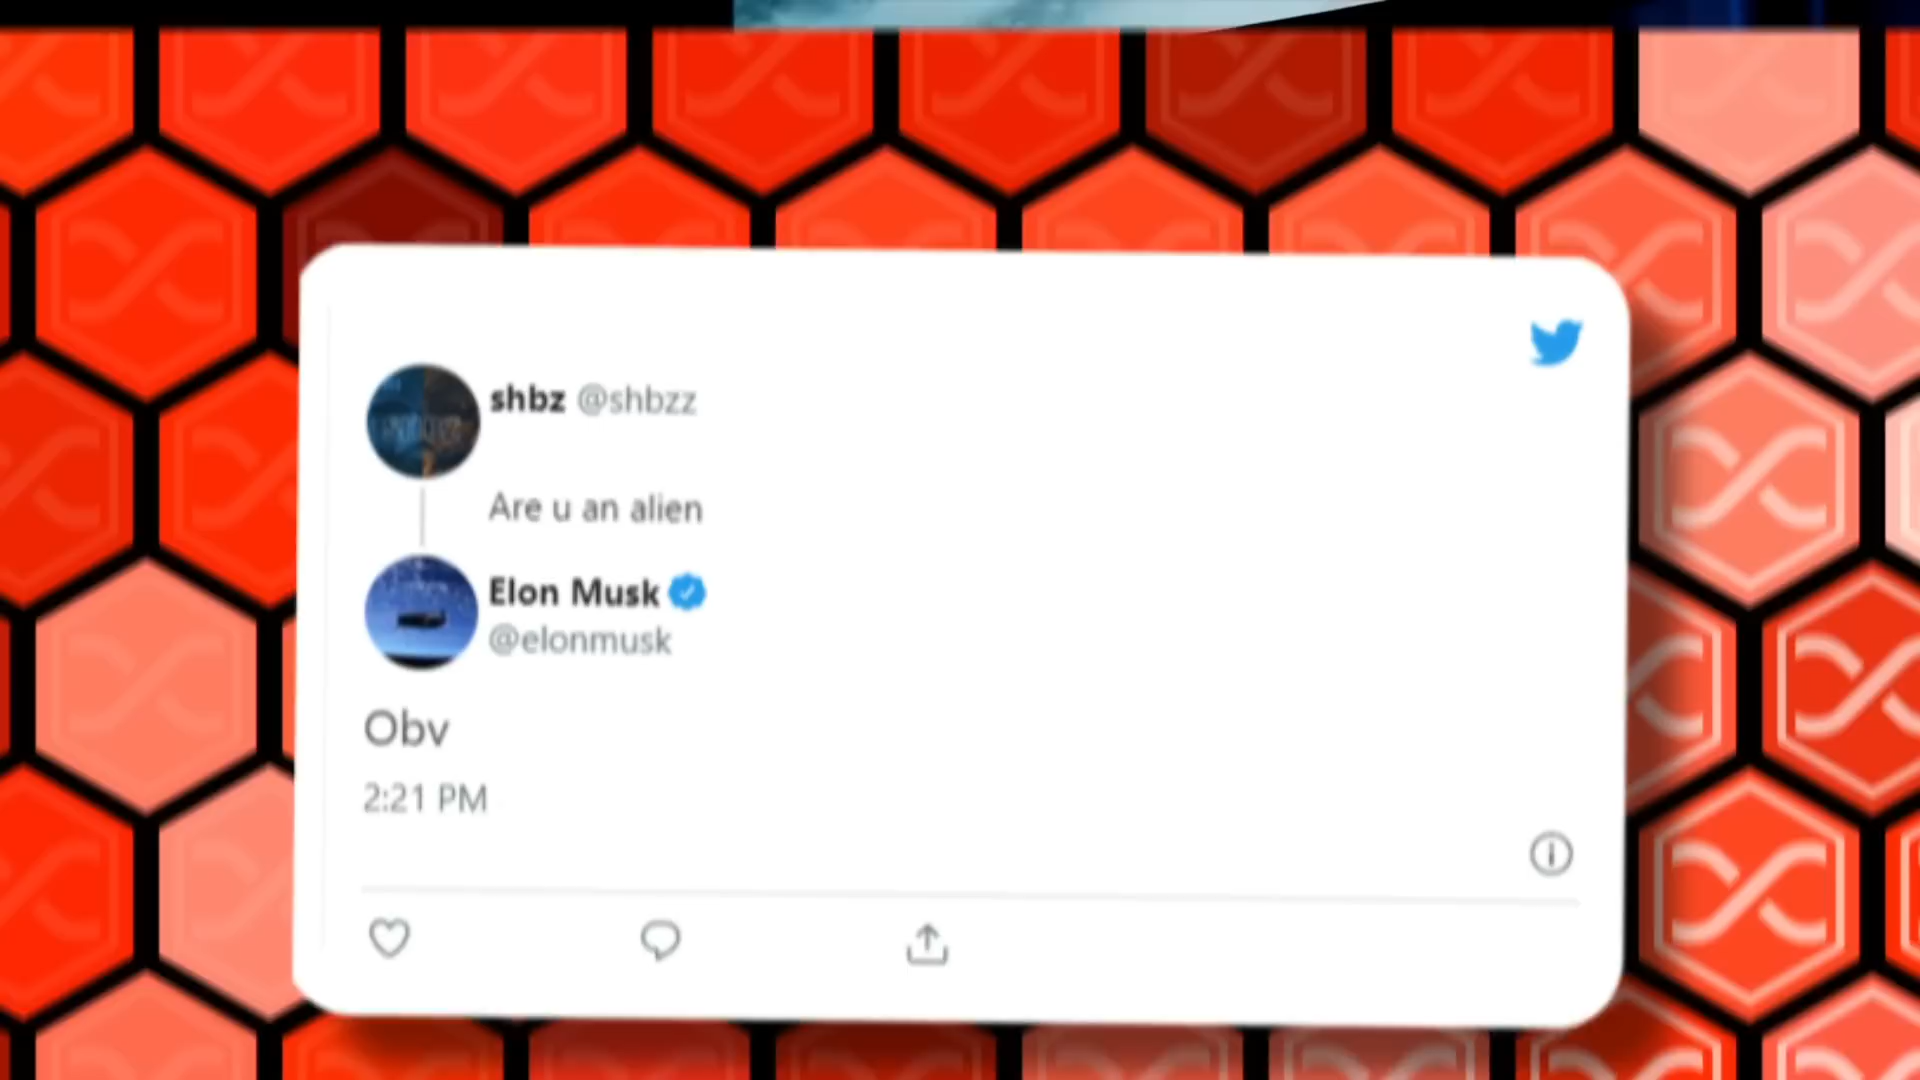 shbz @shbzz
Are u an alien
Elon Musk
@elonmusk
Obv
2:21 PM